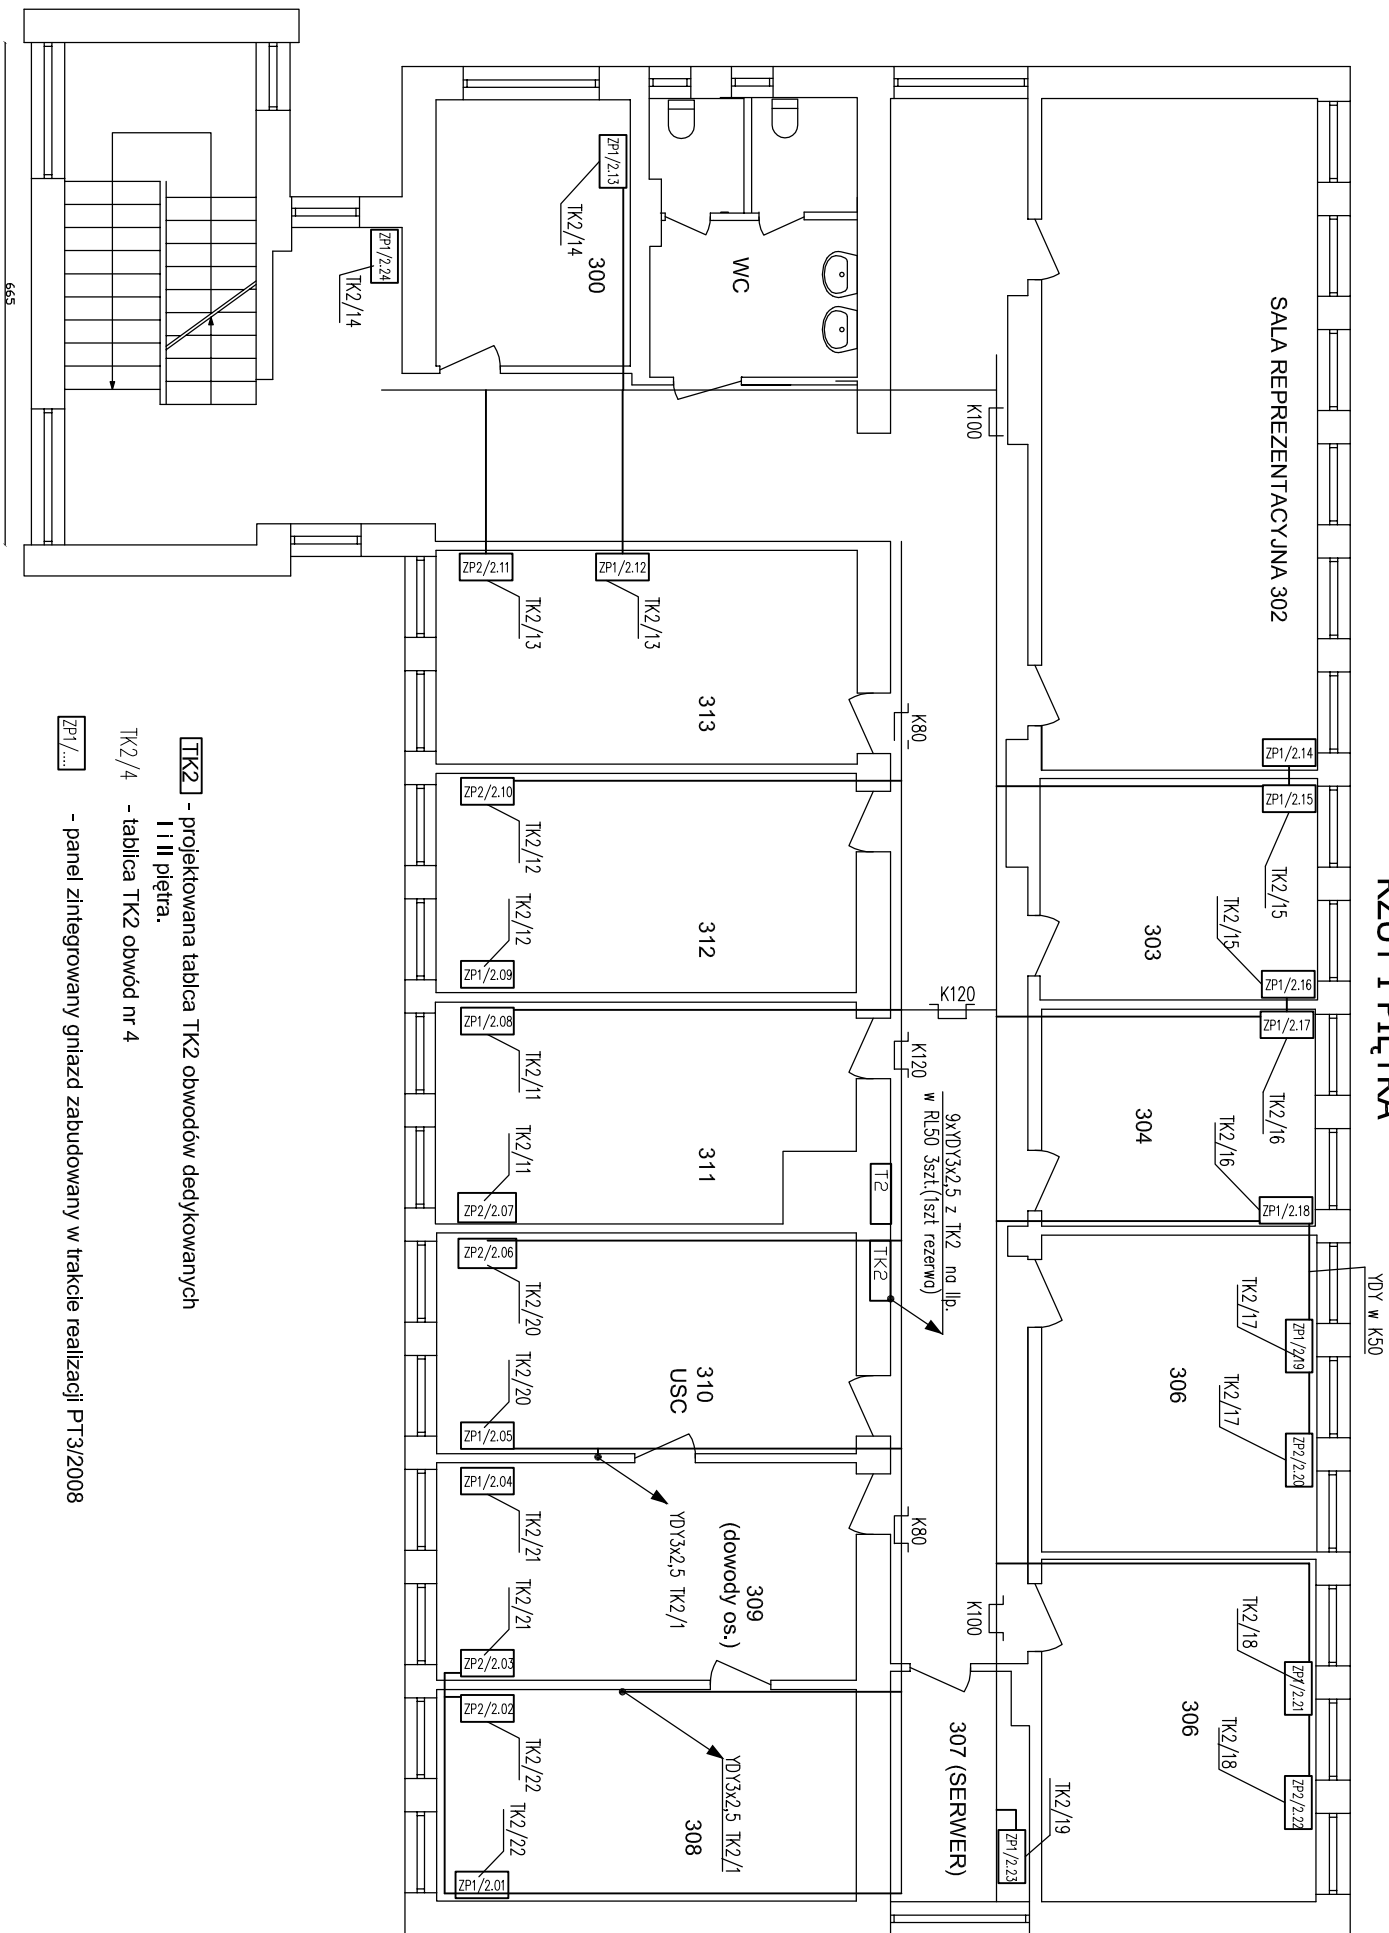 RZUT I PIĘTRA
SALA REPREZENTACYJNA 302
ZP1/2.14
ZP1/2.15
TK2/15
303
TK2/15
ZP1/2.16
ZP1/2.17
TK2/16
304
TK2/16
ZP1/2.18
YDY w K50
TK2/17
ZP1/2.19
306
TK2/17
ZP2/2.20
TK2/18
ZP1/2.21
306
TK2/18
ZP2/2.22
TK2/19
ZP1/2.23
307 (SERWER)
K100
K100
K120
K80
K120
K80
9xYDY3x2,5 z TK2 na IIp.
w RL50 3szt.(1szt rezerwa)
T2
TK2
WC
ZP1/2.13
TK2/14
300
ZP1/2.24
TK2/14
665
ZP2/2.11
TK2/13
ZP1/2.12
TK2/13
313
ZP2/2.10
TK2/12
TK2/12
ZP1/2.09
312
ZP1/2.08
TK2/11
TK2/11
ZP2/2.07
311
ZP2/2.06
TK2/20
TK2/20
ZP1/2.05
310
USC
ZP1/2.04
TK2/21
TK2/21
ZP2/2.03
YDY3x2,5 TK2/1
309
(dowody os.)
ZP2/2.02
TK2/22
TK2/22
ZP1/2.01
YDY3x2,5 TK2/1
308
TK2 - projektowana tablca TK2 obwodów dedykowanych
I i II piętra.
TK2/4 - tablica TK2 obwód nr 4
ZP1/.... - panel zintegrowany gniazd zabudowany w trakcie realizacji PT3/2008